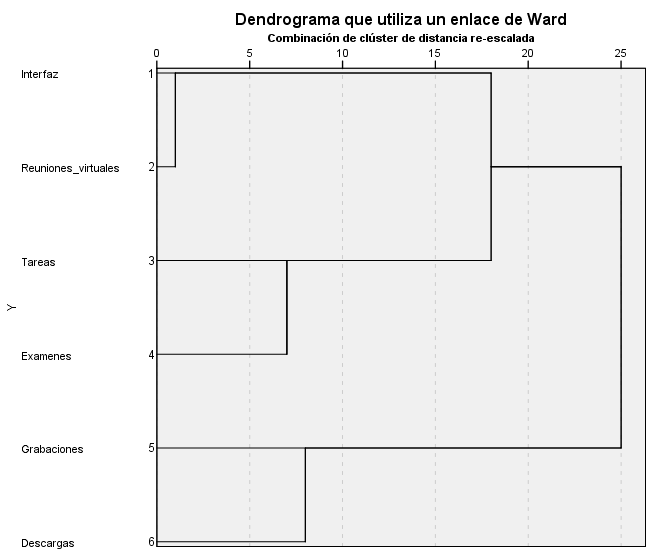 Dendrograma que utiliza un enlace de Ward
Combinación de clúster de distancia re-escalada
0 5 10 15 20 25
Interfaz 1
Reuniones_virtuales 2
Tareas 3
Y
Examenes 4
Grabaciones 5
Descargas 6